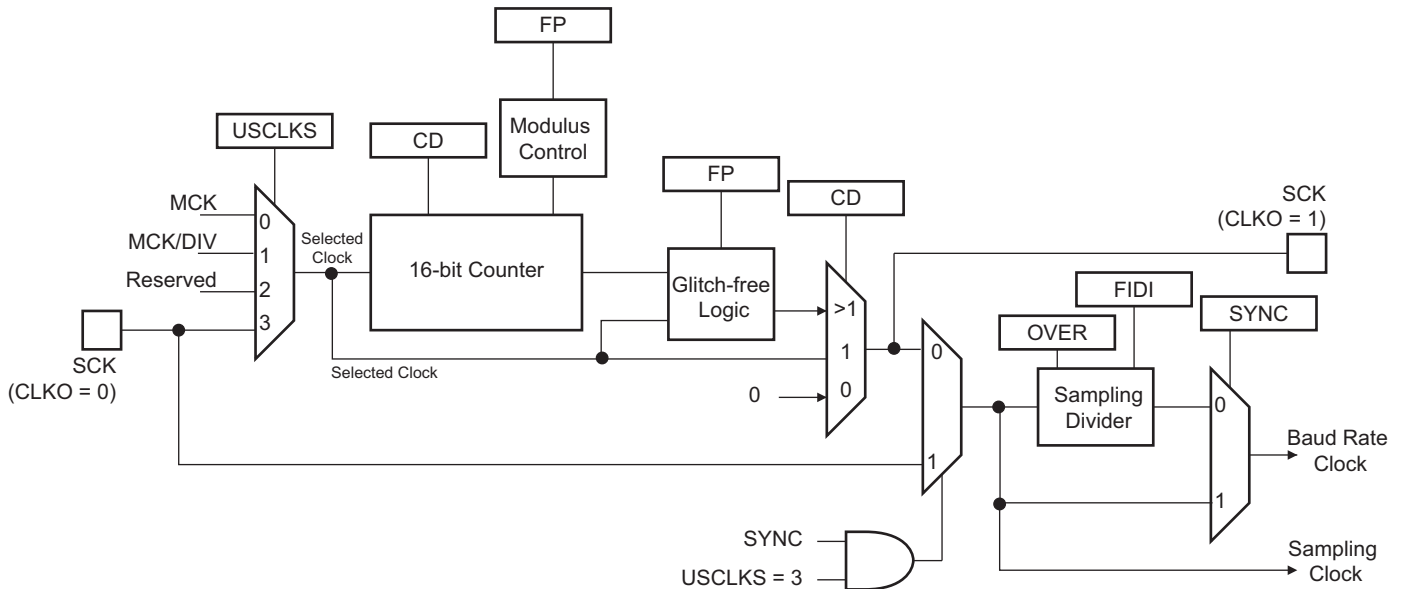 FP
USCLKS
CD
Modulus
Control
FP
CD
SCK
(CLKO = 1)
MCK
0
MCK/DIV
1
Reserved
2
3
Selected
Clock
16-bit Counter
Glitch-free
Logic
>1
1
0
0
SCK
(CLKO = 0)
Selected Clock
FIDI
OVER
SYNC
0
1
Sampling
Divider
0
1
Baud Rate
Clock
SYNC
USCLKS = 3
Sampling
Clock